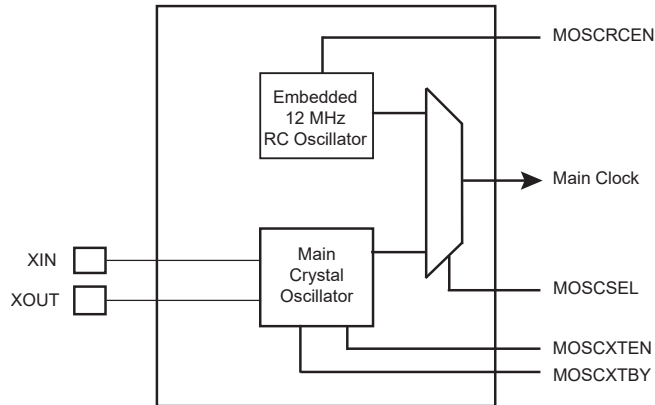 MOSCRCEN
Embedded
12 MHz
RC Oscillator
Main Clock
XIN
XOUT
Main
Crystal
Oscillator
MOSCSEL
MOSCXTEN
MOSCXTBY